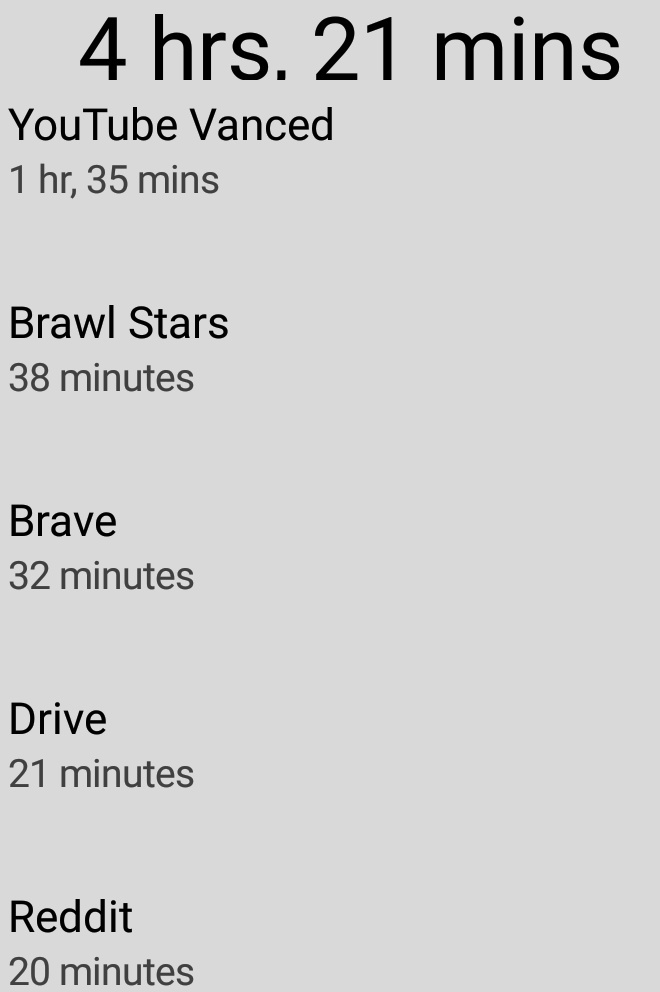 4 hrs. 21 mins
YouTube Vanced
1 hr, 35 mins
Brawl Stars
38 minutes
Brave
32 minutes
Drive
21 minutes
Reddit
20 minutes